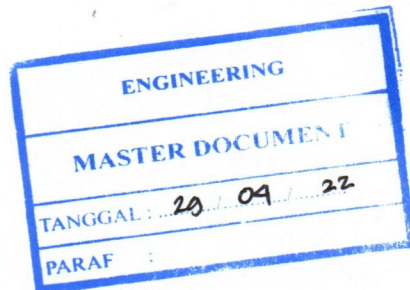 ENGINEERING
MASTER DOCUMENT
TANGGAL : 29 / 04 / 22
PARAF :